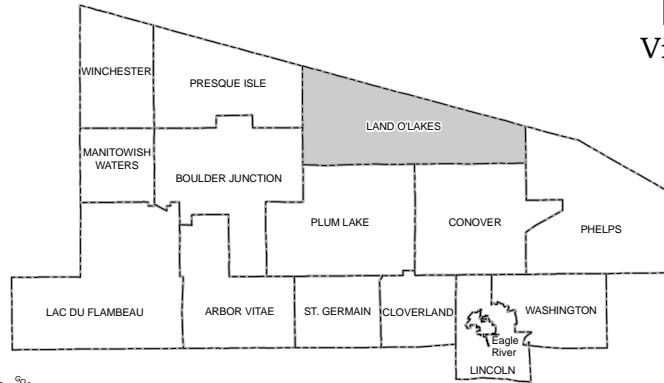 Vi
WINCHESTER
PRESQUE ISLE
LAND O'LAKES
MANITOWISH
WATERS
BOULDER JUNCTION
PLUM LAKE
CONOVER
PHELPS
LAC DU FLAMBEAU
ARBOR VITAE
ST. GERMAIN
CLOVERLAND
WASHINGTON
Eagle
River
LINCOLN